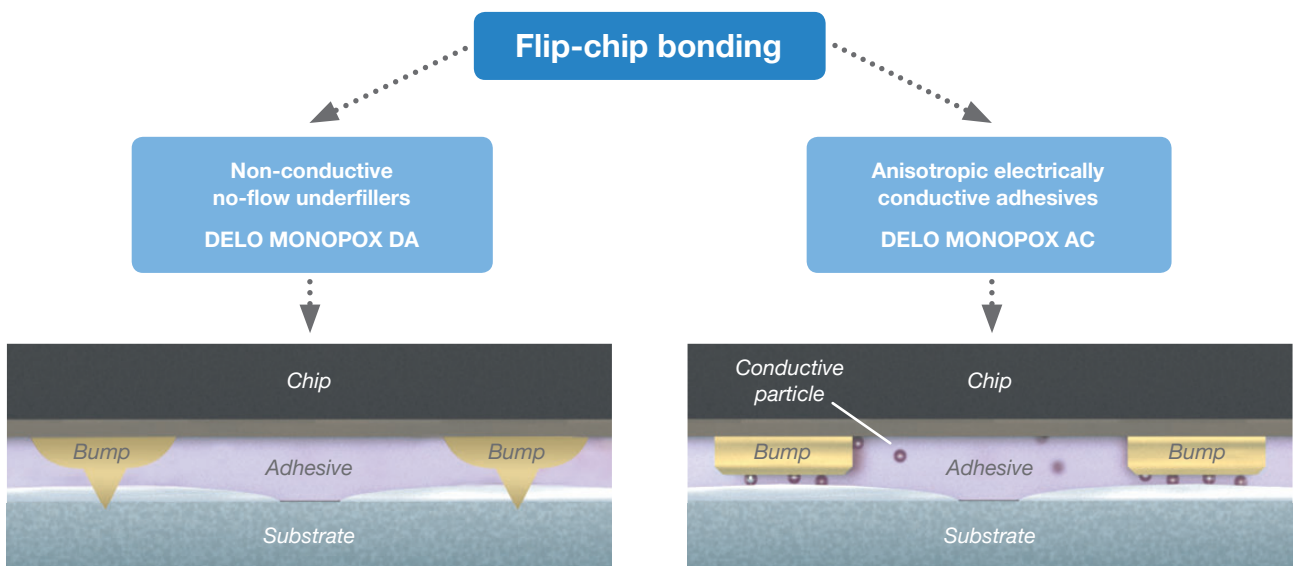 Flip-chip bonding
Non-conductive
no-flow underfillers
DELO MONOPOX DA
Anisotropic electrically
conductive adhesives
DELO MONOPOX AC
Chip
Bump
Adhesive
Bump
Substrate
Conductive
particle
Chip
Bump
Adhesive
Bump
Substrate